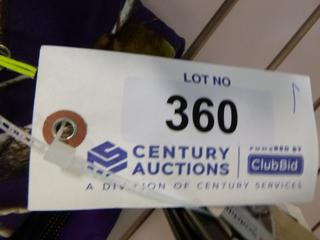 LOT NO
360
CENTURY AUCTIONS
POWERED BY
ClubBid
A DIVISION OF CENTURY SERVICES